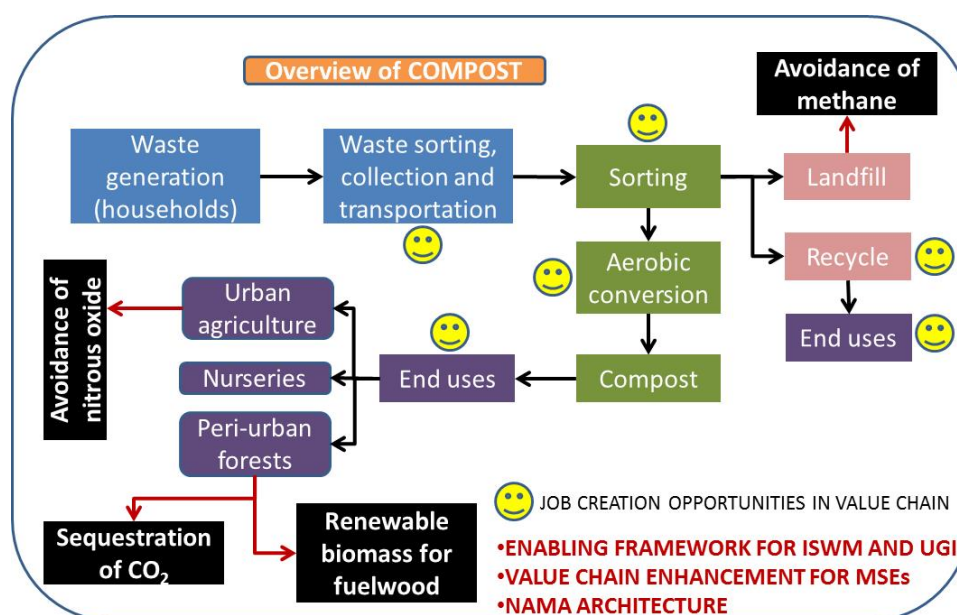 Overview of COMPOST
Avoidance of
methane
Waste
generation
(households)
Waste sorting,
collection and
transportation
Sorting
Landfill
Recycle
End uses
Aerobic
conversion
Compost
End uses
Urban
agriculture
Nurseries
Peri-urban
forests
Avoidance of
nitrous oxide
Sequestration
of CO₂
Renewable
biomass for
fuelwood
JOB CREATION OPPORTUNITIES IN VALUE CHAIN
•ENABLING FRAMEWORK FOR ISWM AND UGI
•VALUE CHAIN ENHANCEMENT FOR MSEs
•NAMA ARCHITECTURE